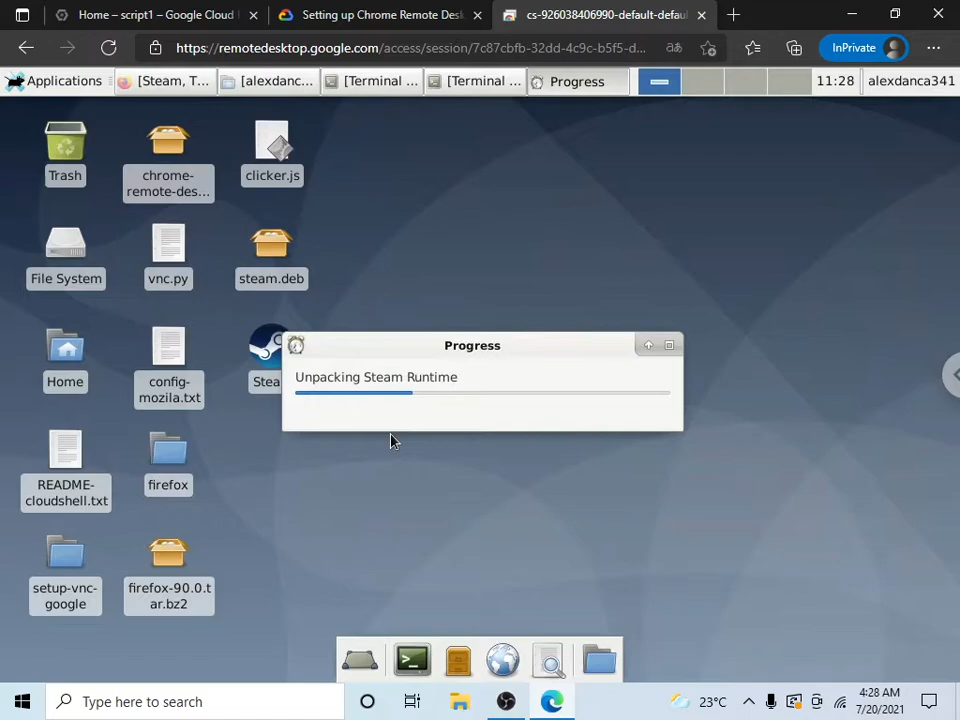 Home – script1 – Google Cloud
Setting up Chrome Remote Desk
cs-926038406990-default-defau
https://remotedesktop.google.com/access/session/7c87cbfb-32dd-4c9c-b5f5-d...
InPrivate
Applications
[Steam, T...
[alexdanc...
[Terminal ...
[Terminal ...
Progress
11:28
alexdanca341
Trash
chrome-
remote-des...
clicker.js
File System
vnc.py
steam.deb
Home
config-
mozila.txt
Stea
Progress
Unpacking Steam Runtime
README-
cloudshell.txt
firefox
setup-vnc-
google
firefox-90.0.t
ar.bz2
Type here to search
23°C
4:28 AM
7/20/2021